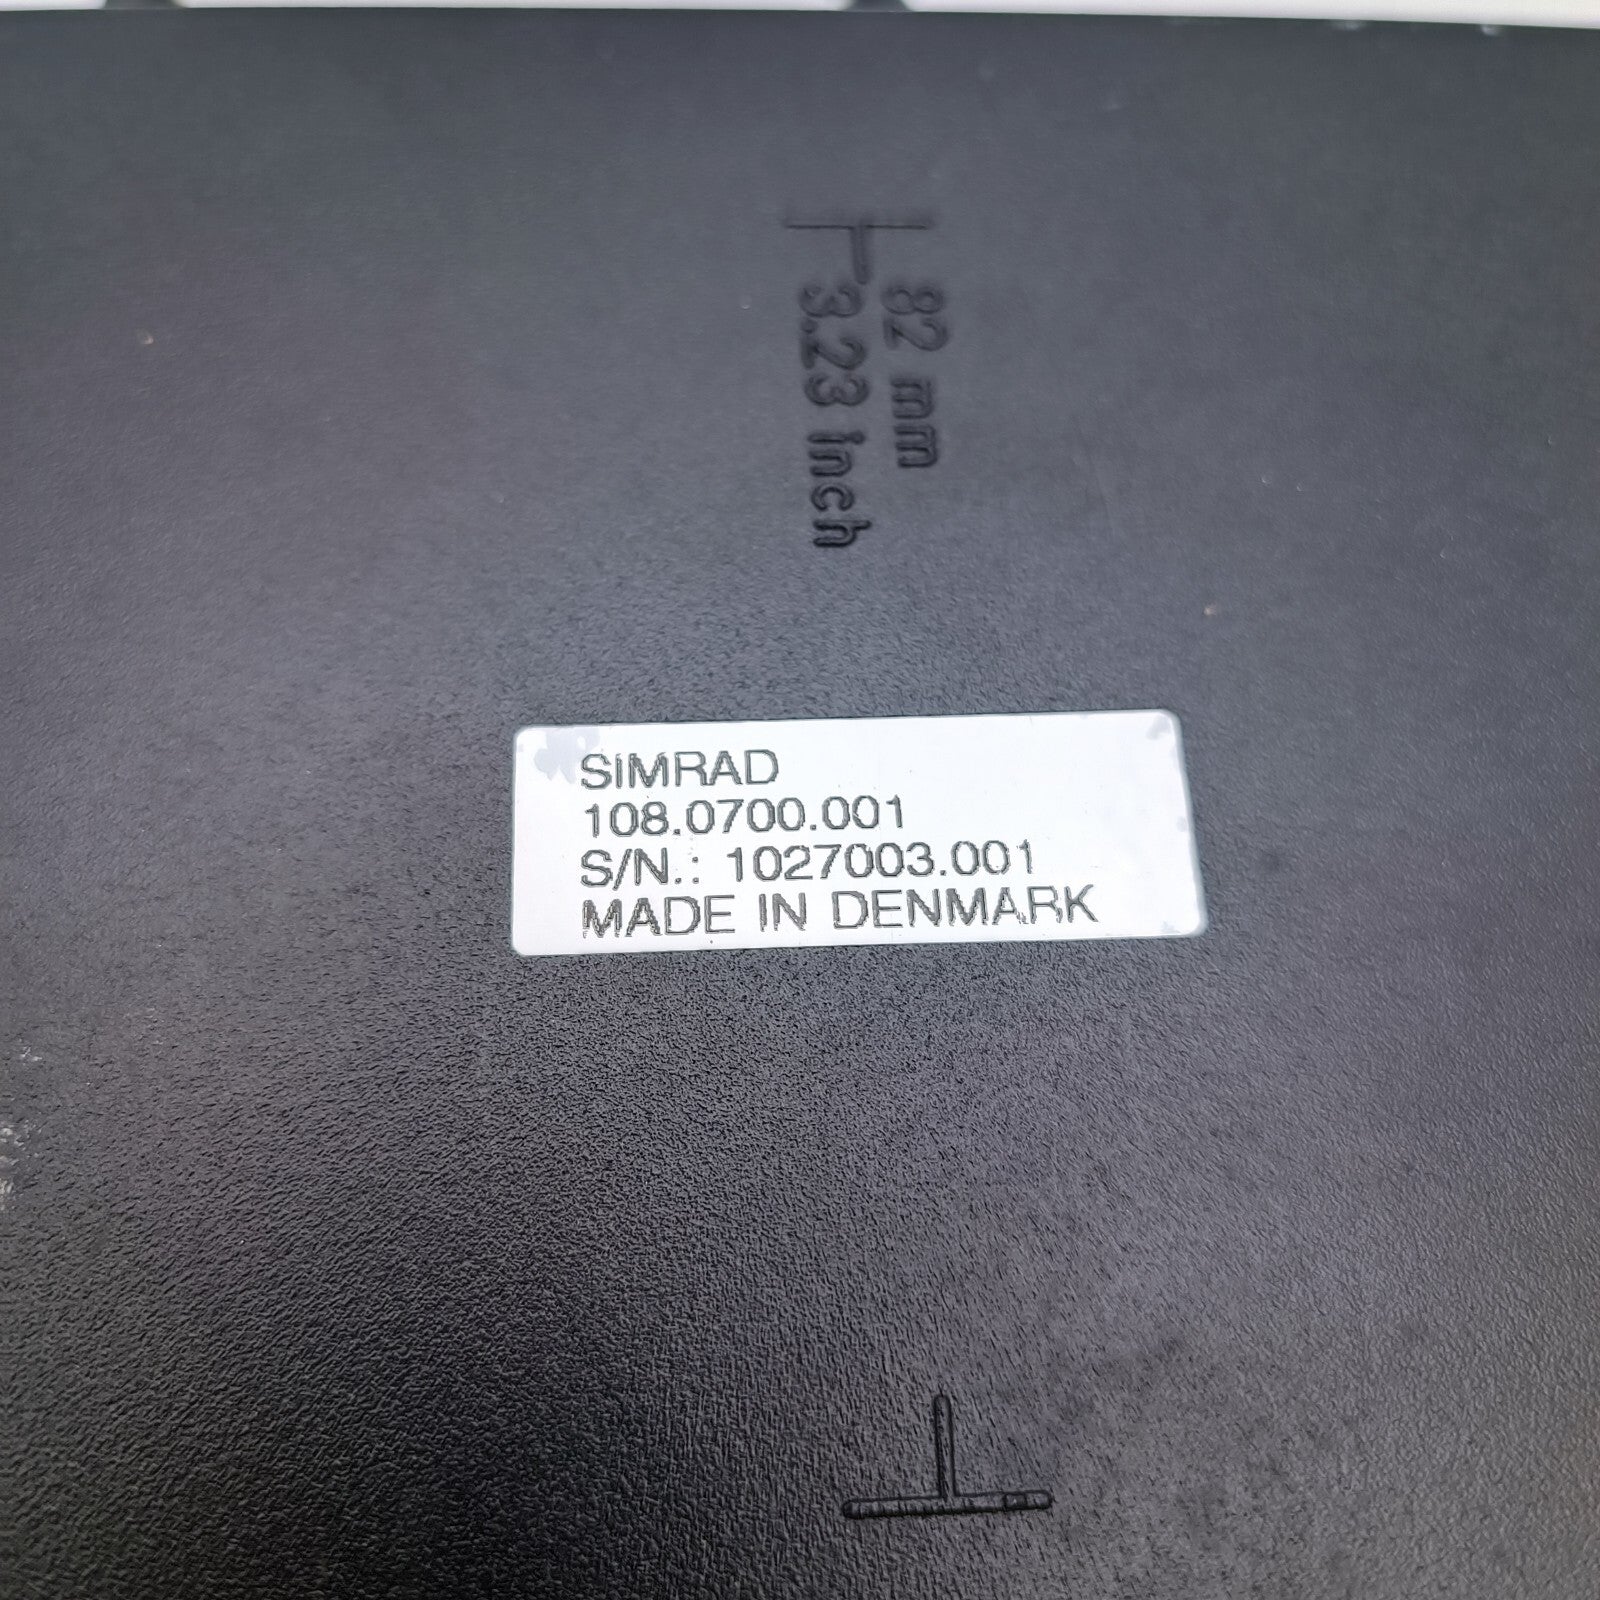 82 mm
3.23 inch
SIMRAD
108.0700.001
S/N.: 1027003.001
MADE IN DENMARK